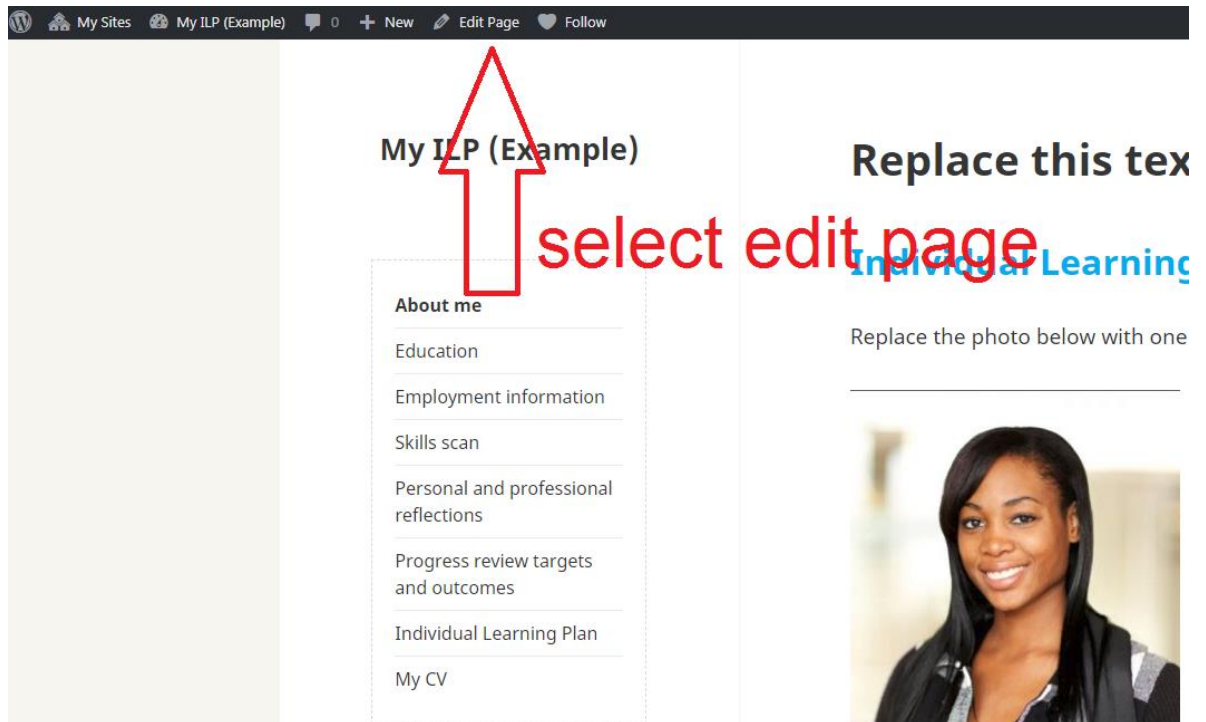 My Sites My ILP (Example) 0 New Edit Page Follow
My ILP (Example)
Replace this tex
select edit page
Individual Learning
About me
Replace the photo below with one
Education
Employment information
Skills scan
Personal and professional
reflections
Progress review targets
and outcomes
Individual Learning Plan
My CV